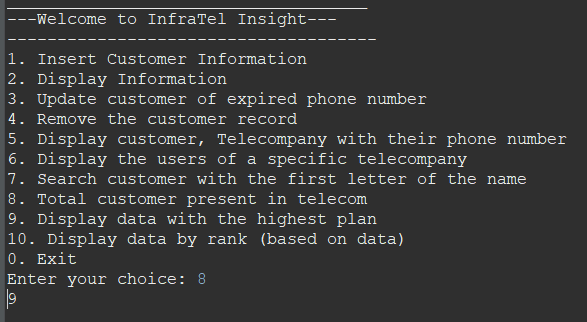 ---Welcome to InfraTel Insight---
-------------------------------------
1. Insert Customer Information
2. Display Information
3. Update customer of expired phone number
4. Remove the customer record
5. Display customer, Telecompany with their phone number
6. Display the users of a specific telecompany
7. Search customer with the first letter of the name
8. Total customer present in telecom
9. Display data with the highest plan
10. Display data by rank (based on data)
0. Exit
Enter your choice: 8
9